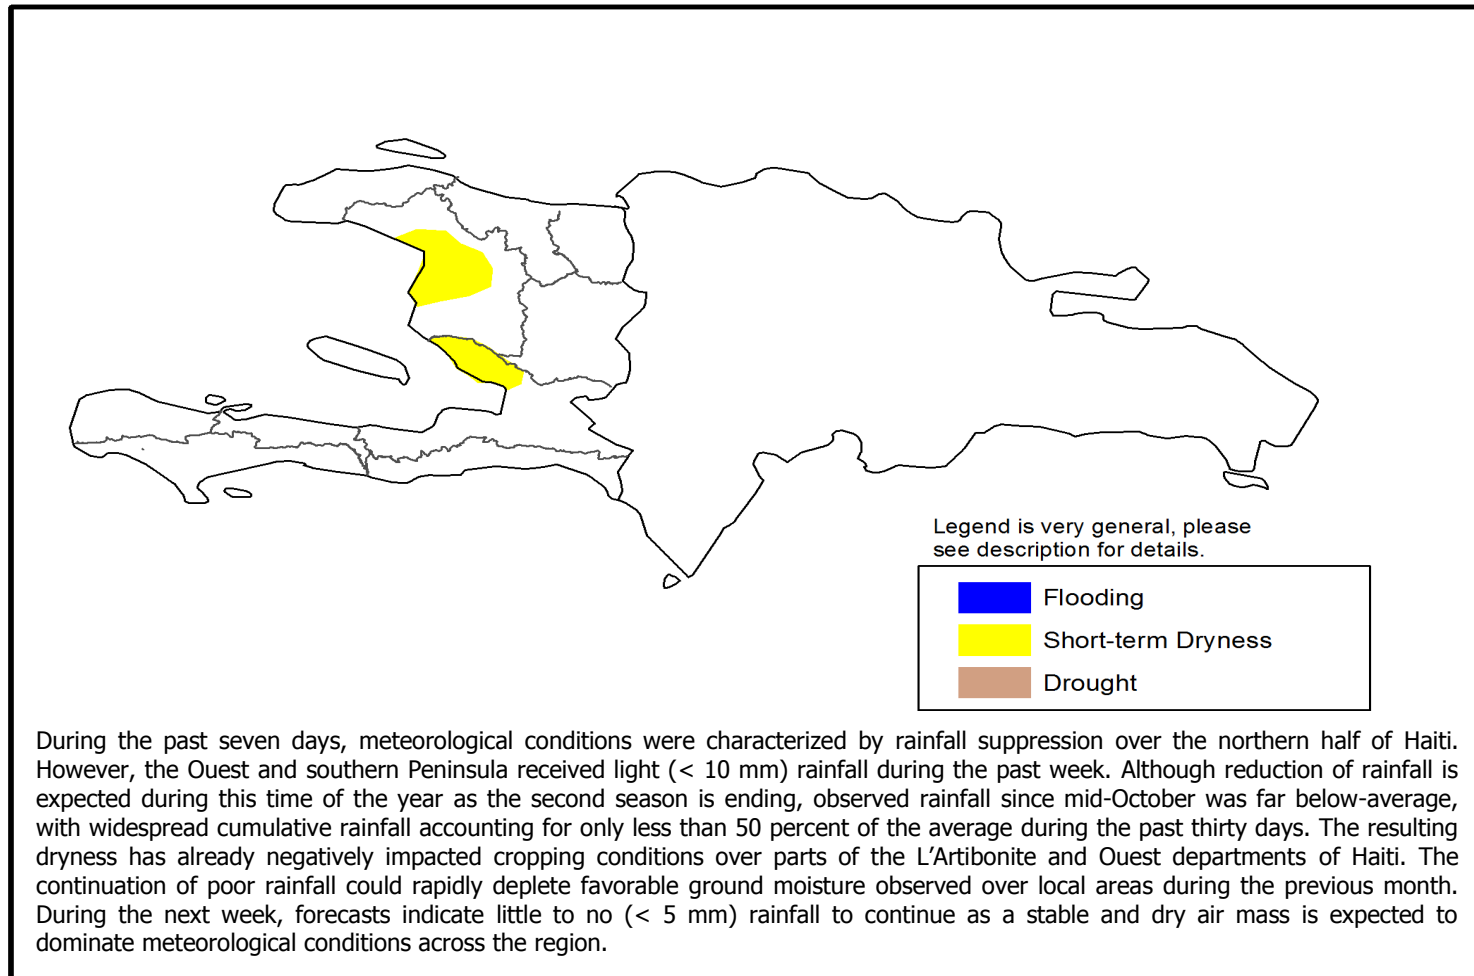 Legend is very general, please
see description for details.
Flooding
Short-term Dryness
Drought
During the past seven days, meteorological conditions were characterized by rainfall suppression over the northern half of Haiti.
However, the Ouest and southern Peninsula received light (< 10 mm) rainfall during the past week. Although reduction of rainfall is
expected during this time of the year as the second season is ending, observed rainfall since mid-October was far below-average,
with widespread cumulative rainfall accounting for only less than 50 percent of the average during the past thirty days. The resulting
dryness has already negatively impacted cropping conditions over parts of the L’Artibonite and Ouest departments of Haiti. The
continuation of poor rainfall could rapidly deplete favorable ground moisture observed over local areas during the previous month.
During the next week, forecasts indicate little to no (< 5 mm) rainfall to continue as a stable and dry air mass is expected to
dominate meteorological conditions across the region.